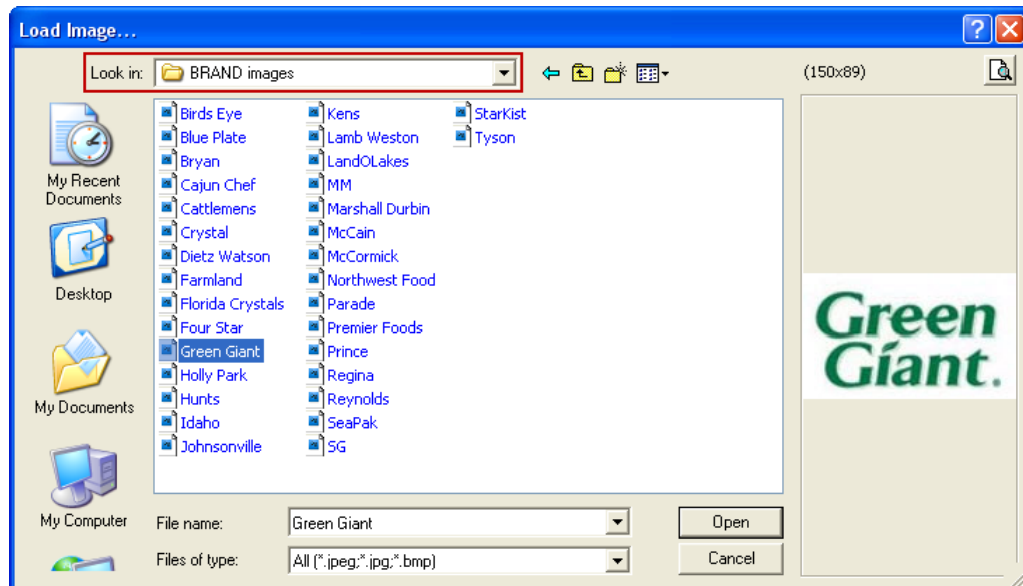 Load Image...
Look in: BRAND images
(150x89)
My Recent
Documents
Desktop
My Documents
My Computer
Birds Eye
Blue Plate
Bryan
Cajun Chef
Cattlemens
Crystal
Dietz Watson
Farmland
Florida Crystals
Four Star
Green Giant
Holly Park
Hunts
Idaho
Johnsonville
Kens
Lamb Weston
LandOLakes
MM
Marshall Durbin
McCain
McCormick
Northwest Food
Parade
Premier Foods
Prince
Regina
Reynolds
SeaPak
SG
StarKist
Tyson
Green
Giant.
File name: Green Giant Open
Files of type: All (*.jpeg;*.jpg;*.bmp) Cancel